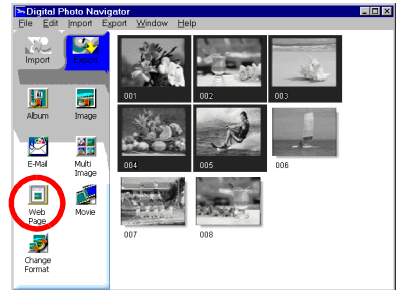 Digital Photo Navigator
File Edit Import Export Window Help
Import Export
Album Image
E-Mail Multi Image
Web Page Movie
Change Format
001 002 003
004 005 006
007 008